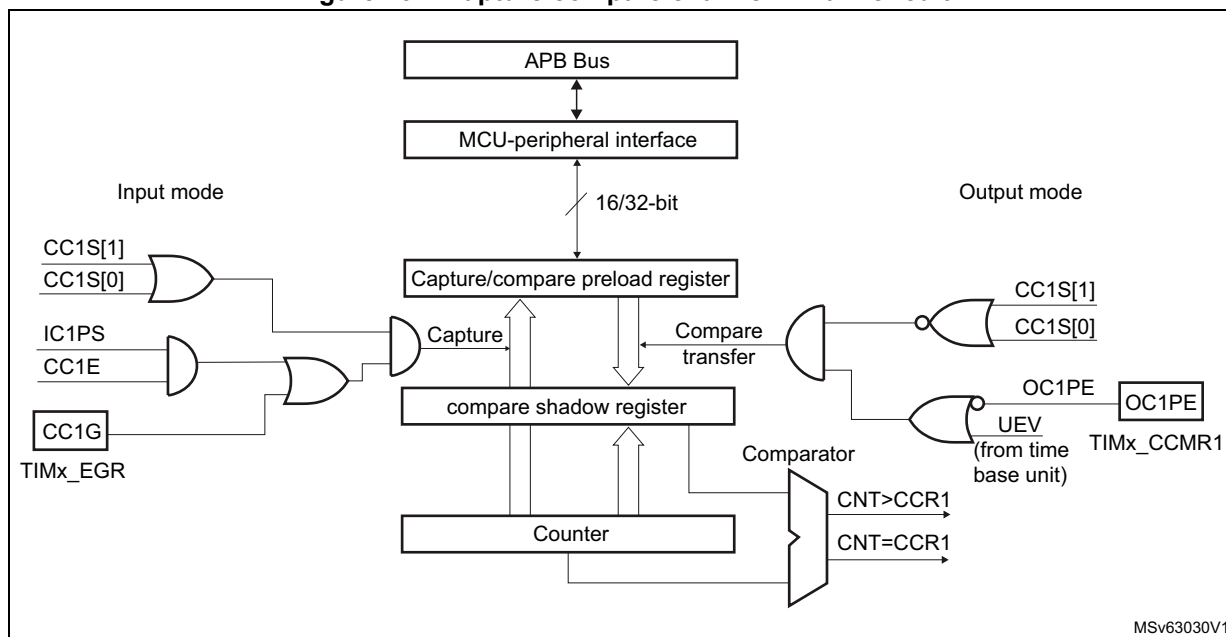 APB Bus
MCU-peripheral interface
Input mode
16/32-bit
Output mode
CC1S[1]
CC1S[0]
Capture/compare preload register
CC1S[1]
CC1S[0]
IC1PS
CC1E
Capture
Compare
transfer
CC1G
TIMx_EGR
compare shadow register
OC1PE
OC1PE
UEV
(from time
base unit)
TIMx_CCMR1
Comparator
CNT>CCR1
Counter
CNT=CCR1
MSv63030V1